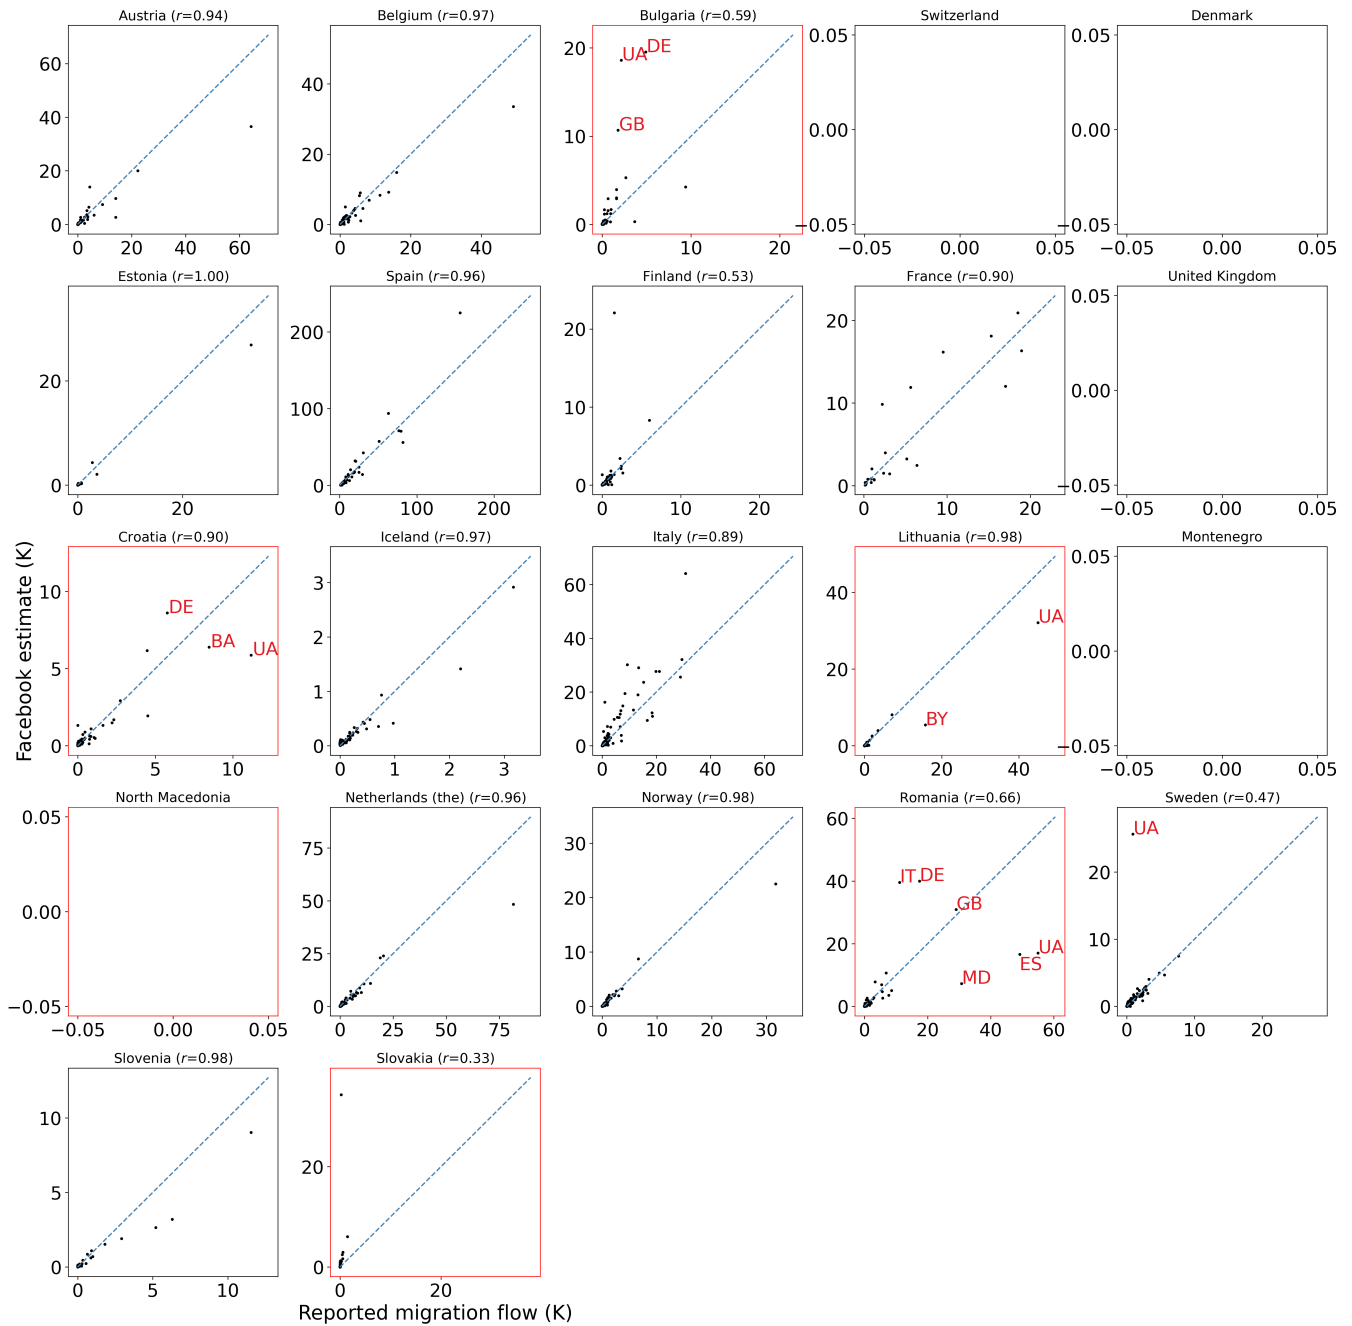 Austria (r=0.94)
60
40
20
0
0 20 40 60
Belgium (r=0.97)
40
20
0
0 20 40
Bulgaria (r=0.59)
20
10
0
UA DE
GB
0 10 20
Switzerland
0.05
0.00
−0.05
−0.05 0.00 0.05
Denmark
0.05
0.00
−0.05
−0.05 0.00 0.05
Estonia (r=1.00)
20
0
0 20
Spain (r=0.96)
200
100
0
0 100 200
Finland (r=0.53)
20
10
0
0 10 20
France (r=0.90)
20
10
0
0 10 20
United Kingdom
0.05
0.00
−0.05
−0.05 0.00 0.05
Facebook estimate (K)
Croatia (r=0.90)
10
5
0
DE
BA
UA
0 5 10
Iceland (r=0.97)
3
2
1
0
0 1 2 3
Italy (r=0.89)
60
40
20
0
0 20 40 60
Lithuania (r=0.98)
40
20
0
UA
BY
0 20 40
Montenegro
0.05
0.00
−0.05
−0.05 0.00 0.05
North Macedonia
0.05
0.00
−0.05
−0.05 0.00 0.05
Netherlands (the) (r=0.96)
75
50
25
0
0 25 50 75
Norway (r=0.98)
30
20
10
0
0 10 20 30
Romania (r=0.66)
60
40
20
0
IT DE
GB
UA
ES
MD
0 20 40 60
Sweden (r=0.47)
20
10
0
UA
0 10 20
Slovenia (r=0.98)
10
5
0
0 5 10
Slovakia (r=0.33)
20
0
0 20
Reported migration flow (K)